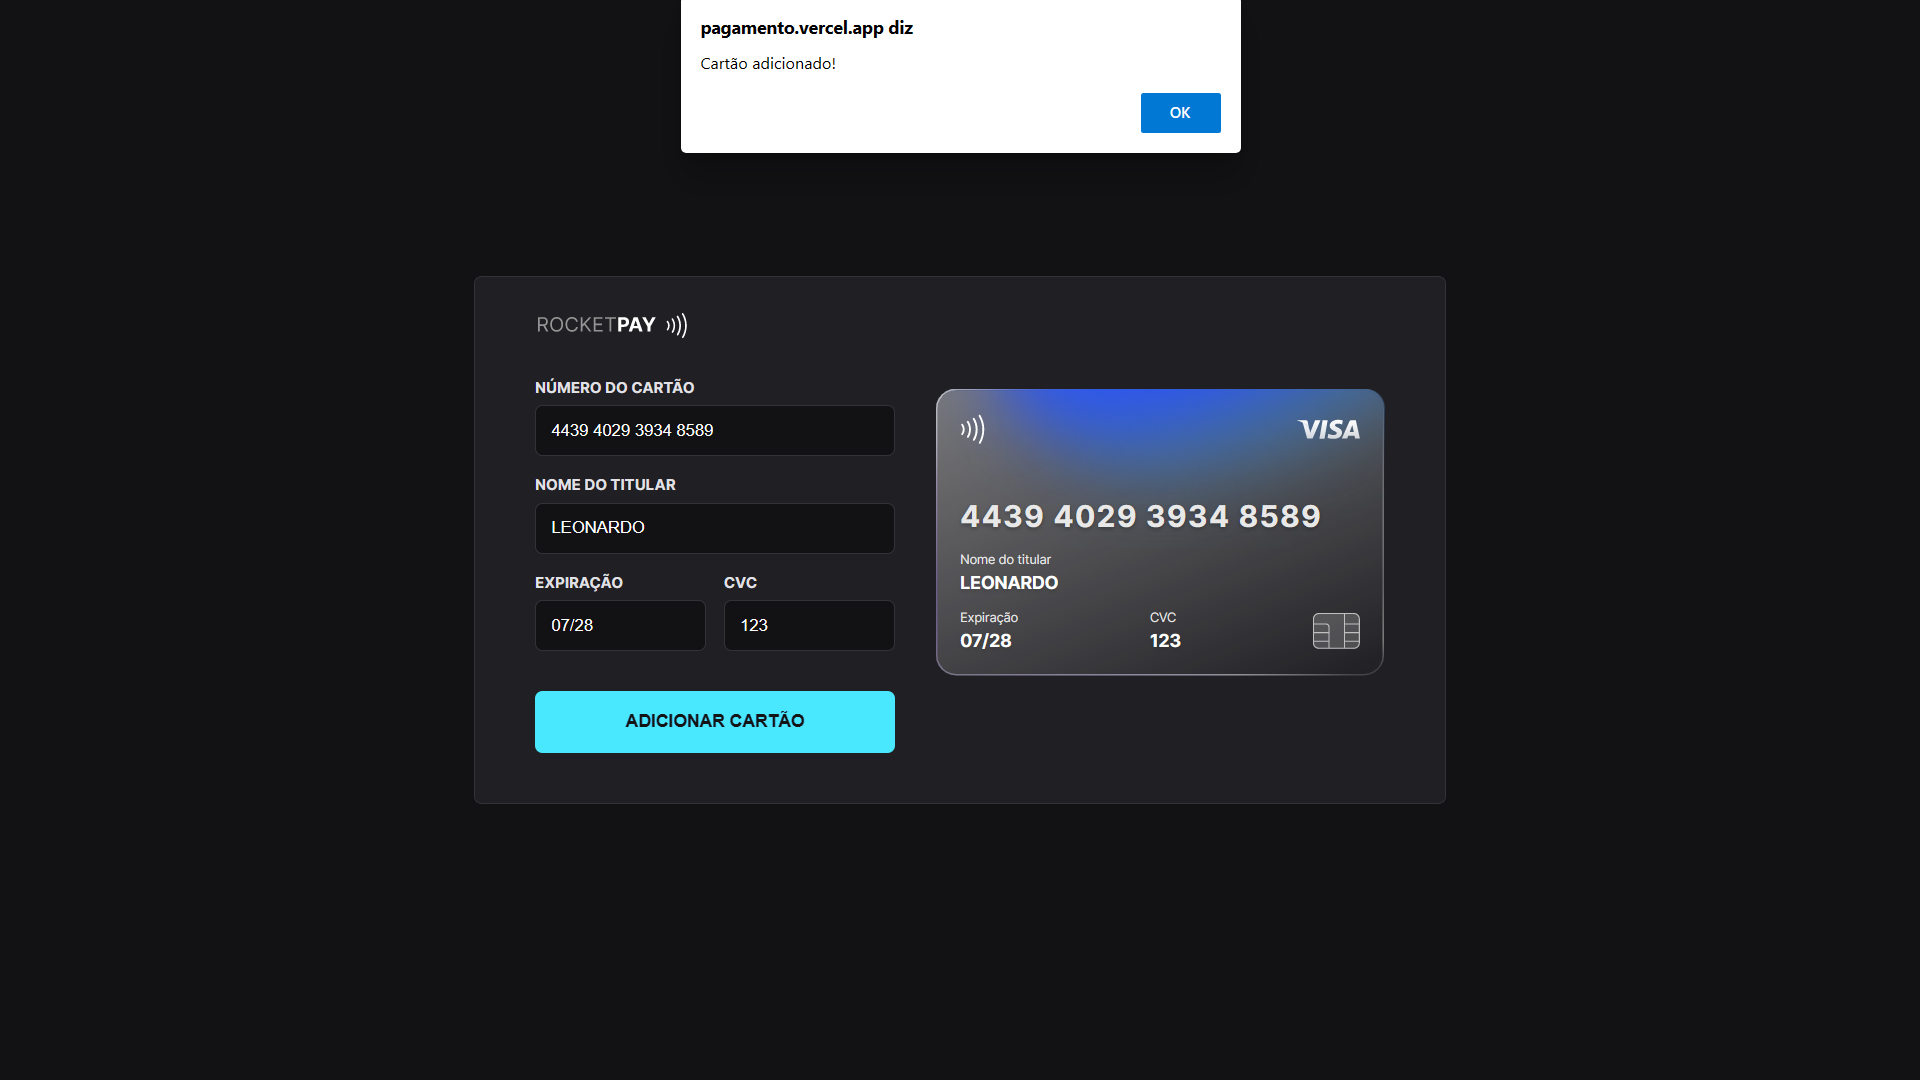 pagamento.vercel.app diz
Cartão adicionado!
OK
ROCKETPAY
NÚMERO DO CARTÃO
4439 4029 3934 8589
NOME DO TITULAR
LEONARDO
EXPIRAÇÃO CVC
07/28 123
ADICIONAR CARTÃO
VISA
4439 4029 3934 8589
Nome do titular
LEONARDO
Expiração CVC
07/28 123